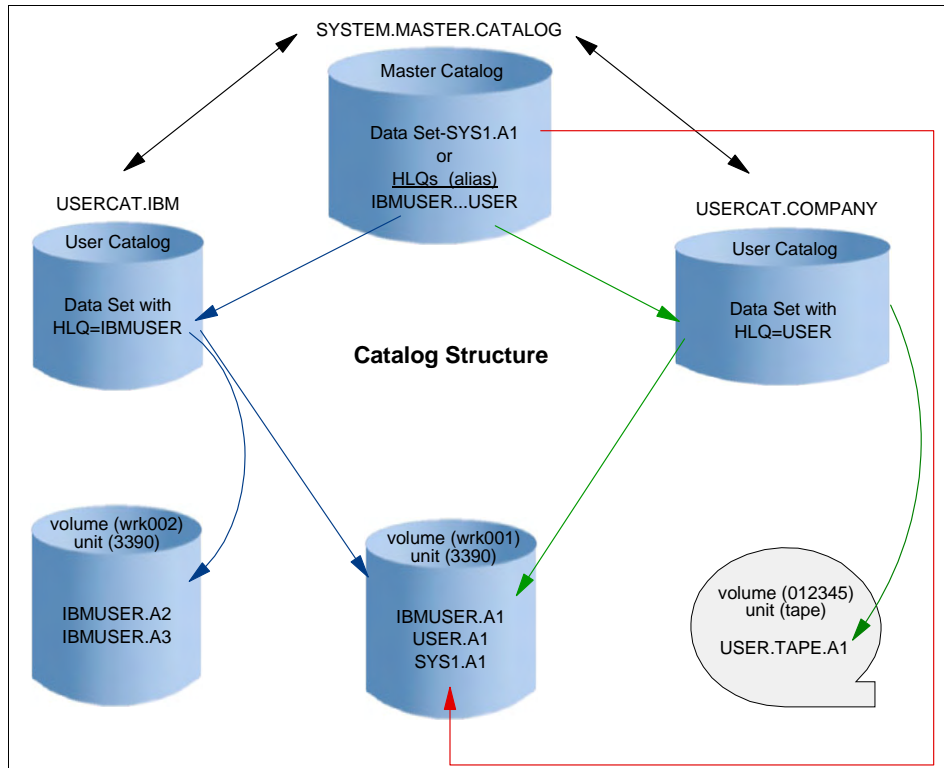 SYSTEM.MASTER.CATALOG
Master Catalog
Data Set-SYS1.A1
or
HLQs (alias)
IBMUSER...USER
USERCAT.IBM
User Catalog
Data Set with
HLQ=IBMUSER
USERCAT.COMPANY
User Catalog
Data Set with
HLQ=USER
Catalog Structure
volume (wrk002)
unit (3390)
IBMUSER.A2
IBMUSER.A3
volume (wrk001)
unit (3390)
IBMUSER.A1
USER.A1
SYS1.A1
volume (012345)
unit (tape)
USER.TAPE.A1